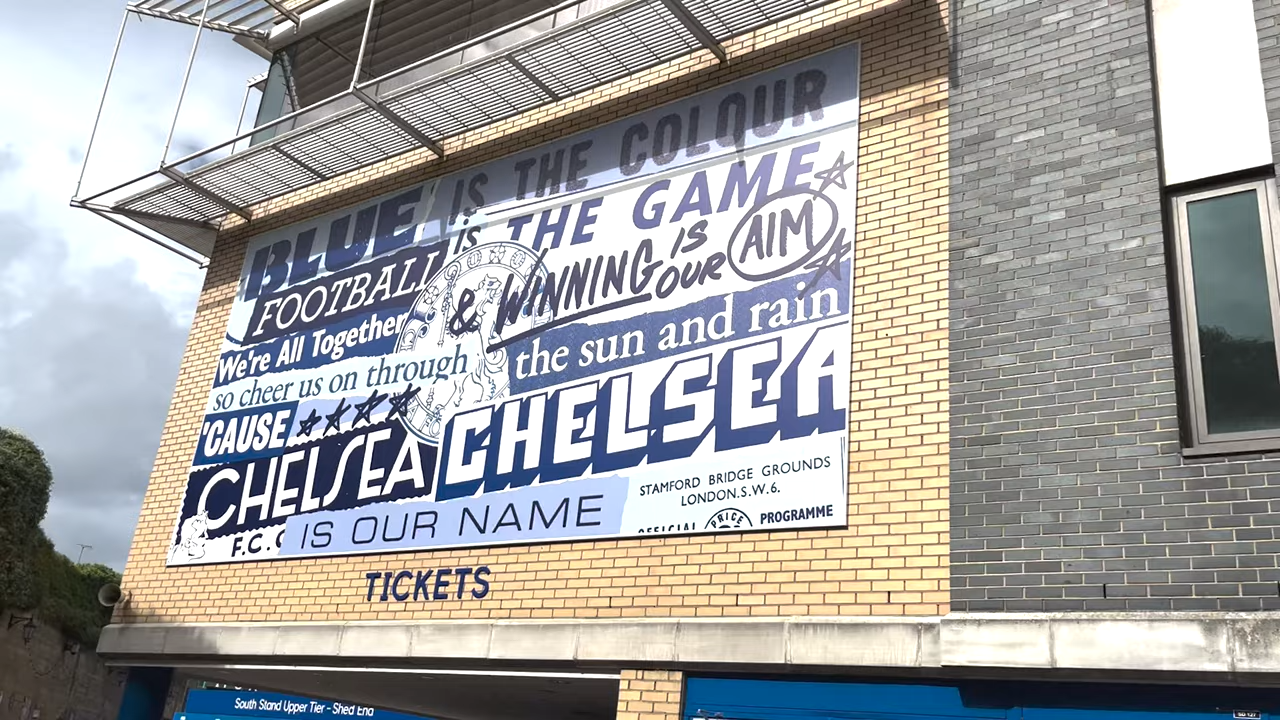 BLUE IS THE COLOUR
FOOTBALL IS THE GAME
We're All Together
& WINNING IS OUR AIM
so cheer us on through
the sun and rain
'CAUSE
CHELSEA CHELSEA
IS OUR NAME
F.C.
STAMFORD BRIDGE GROUNDS
LONDON.S.W.6.
OFFICIAL PRICE PROGRAMME
TICKETS
South Stand Upper Tier - Shed End